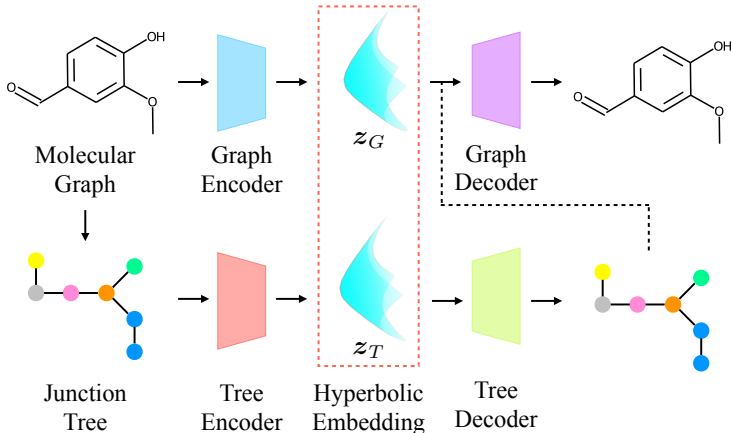 OH
O
O
Molecular
Graph
Graph
Encoder
z_G
Graph
Decoder
OH
O
O
Junction
Tree
Tree
Encoder
z_T
Hyperbolic
Embedding
Tree
Decoder